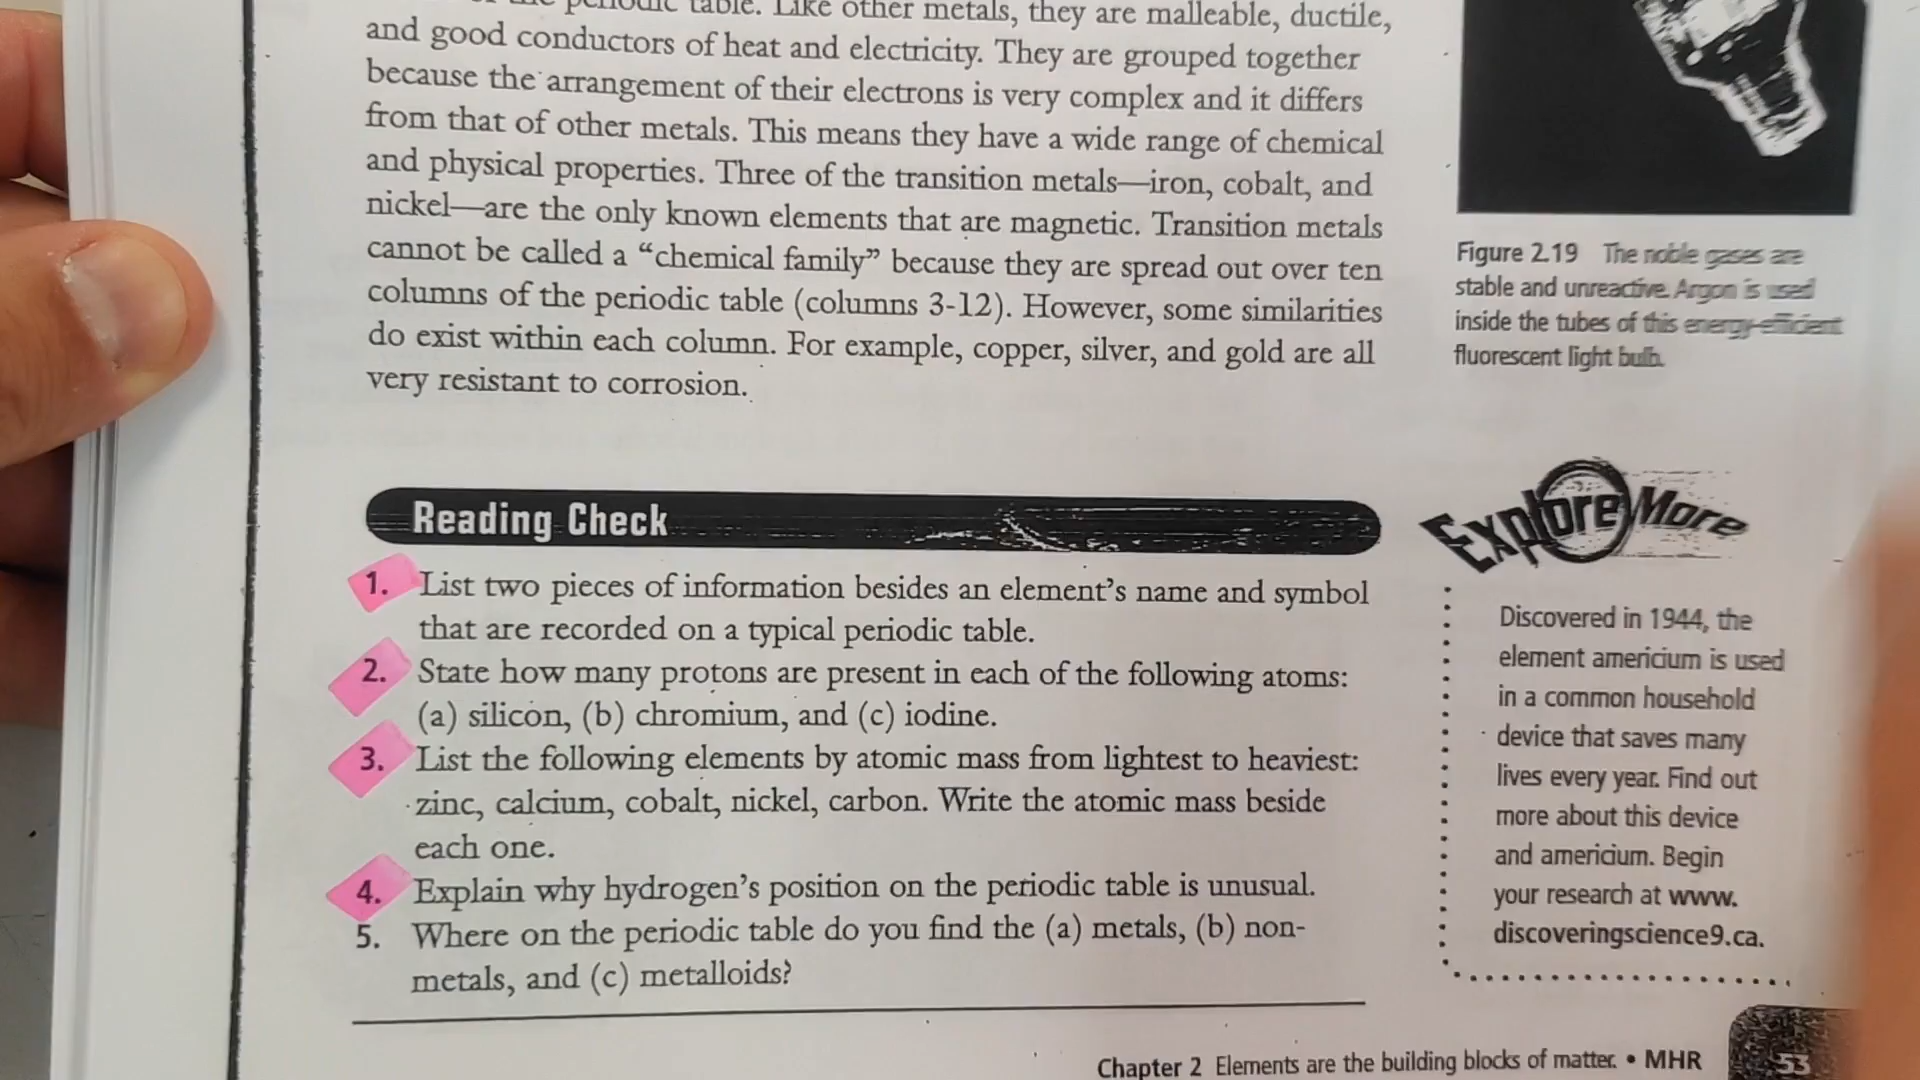 periodic table. Like other metals, they are malleable, ductile,
and good conductors of heat and electricity. They are grouped together
because the arrangement of their electrons is very complex and it differs
from that of other metals. This means they have a wide range of chemical
and physical properties. Three of the transition metals—iron, cobalt, and
nickel—are the only known elements that are magnetic. Transition metals
cannot be called a “chemical family” because they are spread out over ten
columns of the periodic table (columns 3-12). However, some similarities
do exist within each column. For example, copper, silver, and gold are all
very resistant to corrosion.
Figure 2.19 The noble gases are
stable and unreactive. Argon is used
inside the tubes of this energy-efficient
fluorescent light bulb.
Reading Check
1. List two pieces of information besides an element’s name and symbol
that are recorded on a typical periodic table.
2. State how many protons are present in each of the following atoms:
(a) silicon, (b) chromium, and (c) iodine.
3. List the following elements by atomic mass from lightest to heaviest:
zinc, calcium, cobalt, nickel, carbon. Write the atomic mass beside
each one.
4. Explain why hydrogen’s position on the periodic table is unusual.
5. Where on the periodic table do you find the (a) metals, (b) non-
metals, and (c) metalloids?
Explore More
Discovered in 1944, the
element americium is used
in a common household
device that saves many
lives every year. Find out
more about this device
and americium. Begin
your research at www.
discoveringscience9.ca.
Chapter 2 Elements are the building blocks of matter. • MHR 53